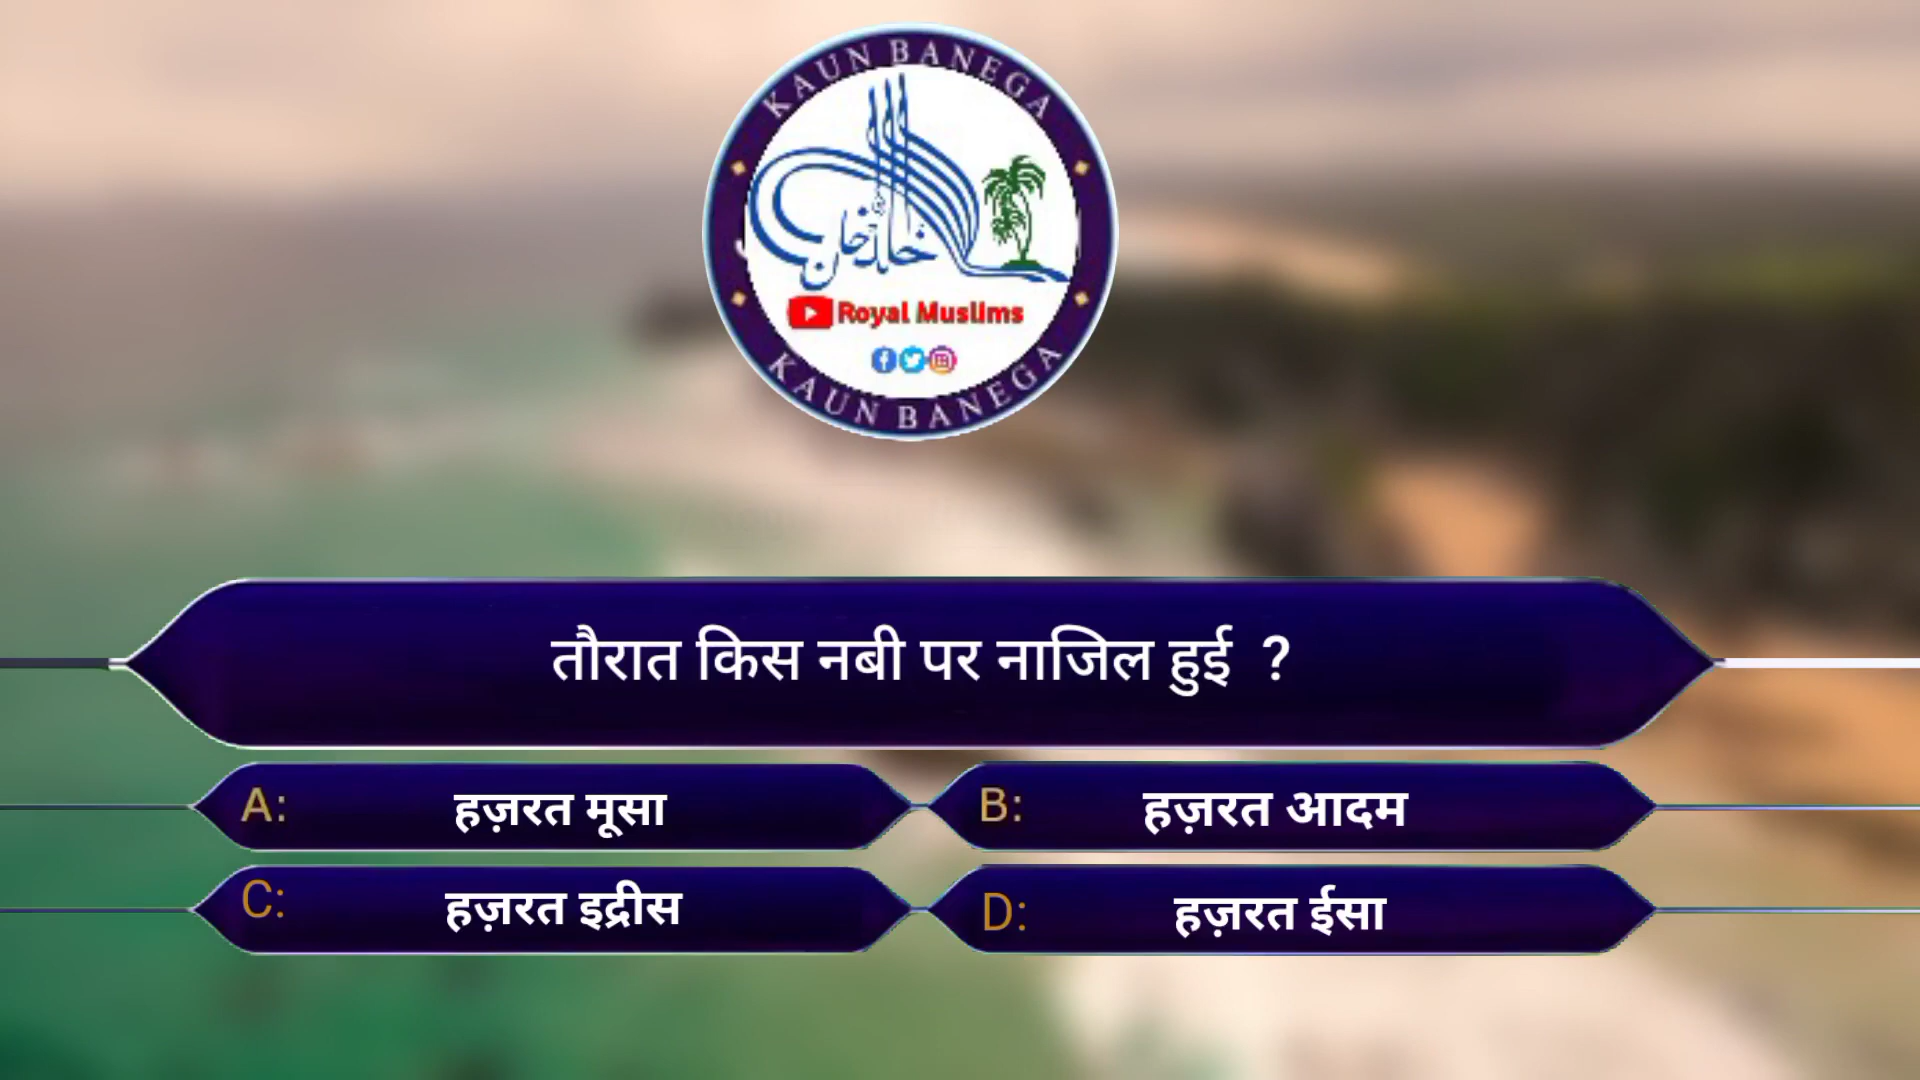 KAUN BANEGA
Royal Muslims
KAUN BANEGA
तौरात किस नबी पर नाजिल हुई ?
A: हज़रत मूसा
B: हज़रत आदम
C: हज़रत इद्रीस
D: हज़रत ईसा